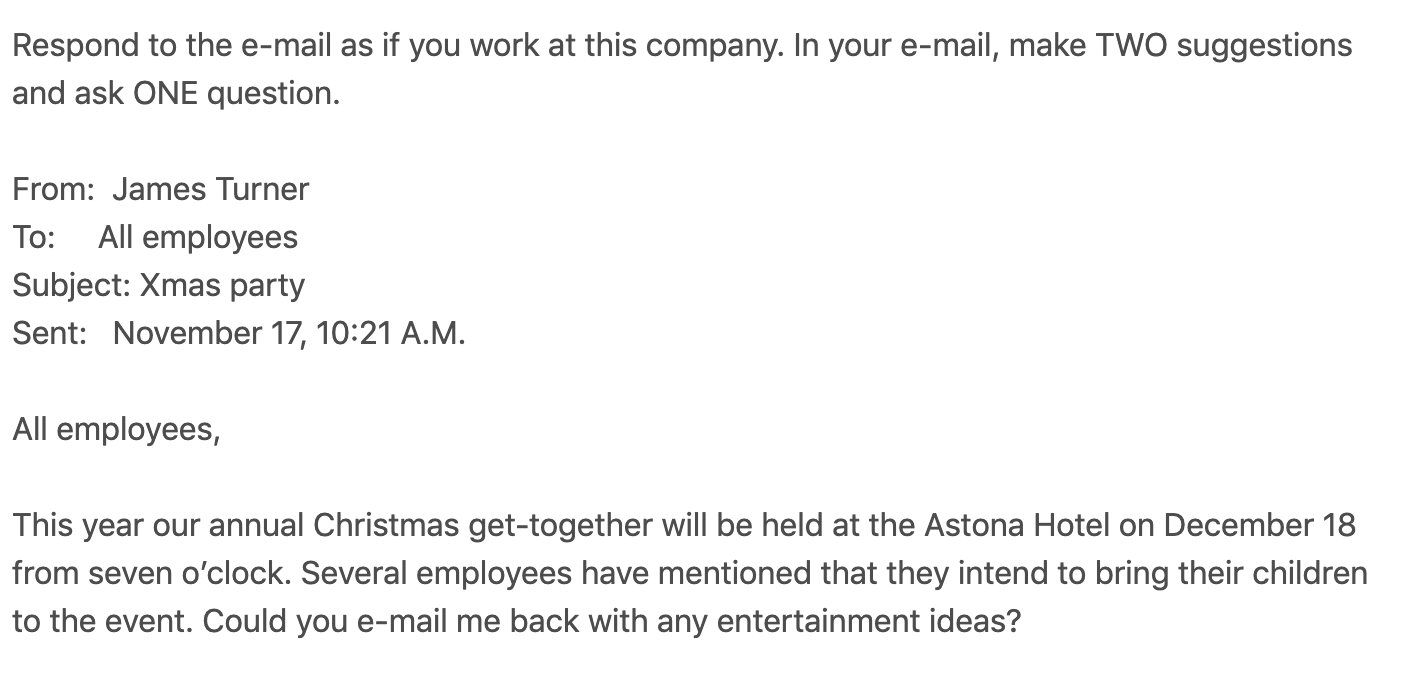 Respond to the e-mail as if you work at this company. In your e-mail, make TWO suggestions
and ask ONE question.
From: James Turner
To: All employees
Subject: Xmas party
Sent: November 17, 10:21 A.M.
All employees,
This year our annual Christmas get-together will be held at the Astona Hotel on December 18
from seven o’clock. Several employees have mentioned that they intend to bring their children
to the event. Could you e-mail me back with any entertainment ideas?